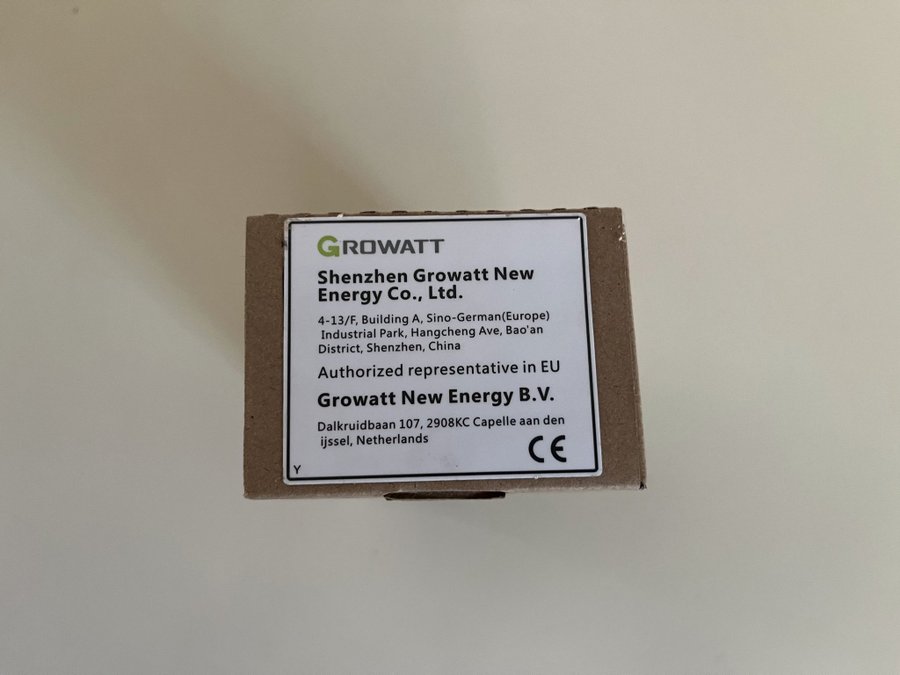 GROWATT
Shenzhen Growatt New
Energy Co., Ltd.
4-13/F, Building A, Sino-German(Europe)
Industrial Park, Hangcheng Ave, Bao'an
District, Shenzhen, China
Authorized representative in EU
Growatt New Energy B.V.
Dalkruidbaan 107, 2908KC Capelle aan den
ijssel, Netherlands
CE
Y